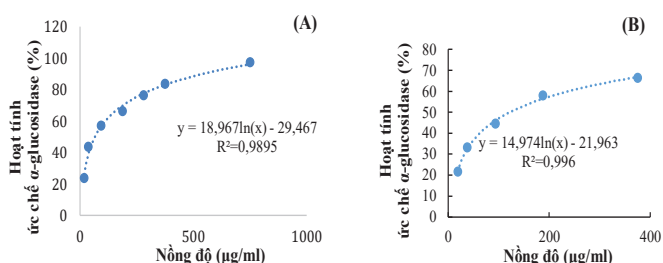 (A)
Hoạt tính
ức chế α-glucosidase (%)
120
100
80
60
40
20
0
y = 18,967ln(x) - 29,467
R²=0,9895
0
500
1000
Nồng độ (µg/ml)
(B)
Hoạt tính
ức chế α-glucosidase (%)
80
70
60
50
40
30
20
10
0
y = 14,974ln(x) - 21,963
R²=0,996
0
200
400
Nồng độ (µg/ml)